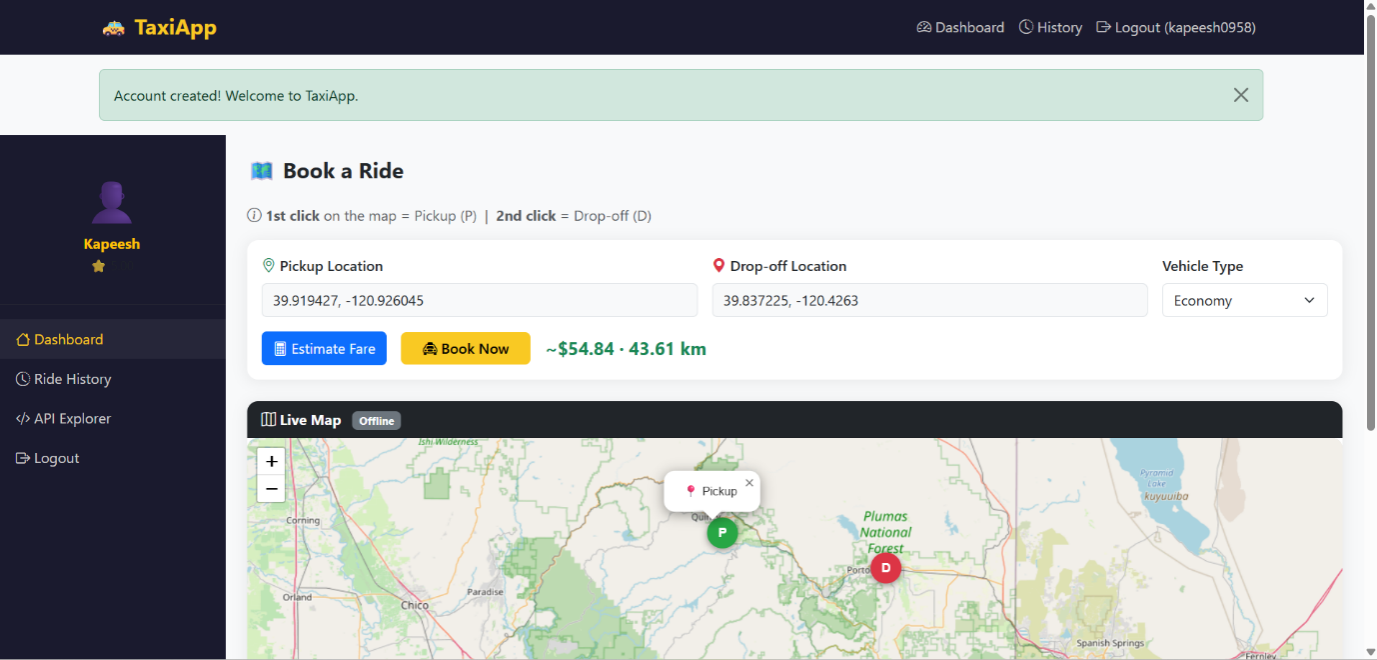 TaxiApp
Dashboard History Logout (kapeesh0958)
Account created! Welcome to TaxiApp.
Kapeesh
Dashboard
Ride History
API Explorer
Logout
Book a Ride
1st click on the map = Pickup (P) | 2nd click = Drop-off (D)
Pickup Location Drop-off Location Vehicle Type
39.919427, -120.926045 39.837225, -120.4263 Economy
Estimate Fare Book Now ~$54.84 · 43.61 km
Live Map Offline
+
−
Ishi Wilderness
Pickup ×
P
Plumas
National
Forest
D
Pyramid
Lake
kuyuuiba
Corning
Orland
Chico
Paradise
Spanish Springs
Fernley